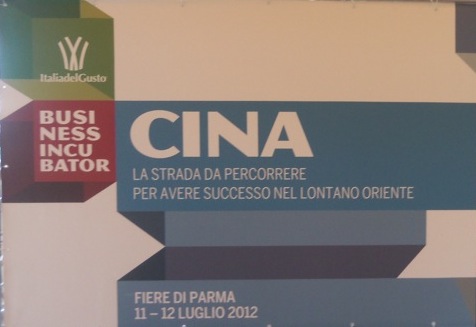 ItaliadelGusto
BUSI
NESS
INCU
BATOR
CINA
LA STRADA DA PERCORRERE
PER AVERE SUCCESSO NEL LONTANO ORIENTE
FIERE DI PARMA
11 – 12 LUGLIO 2012